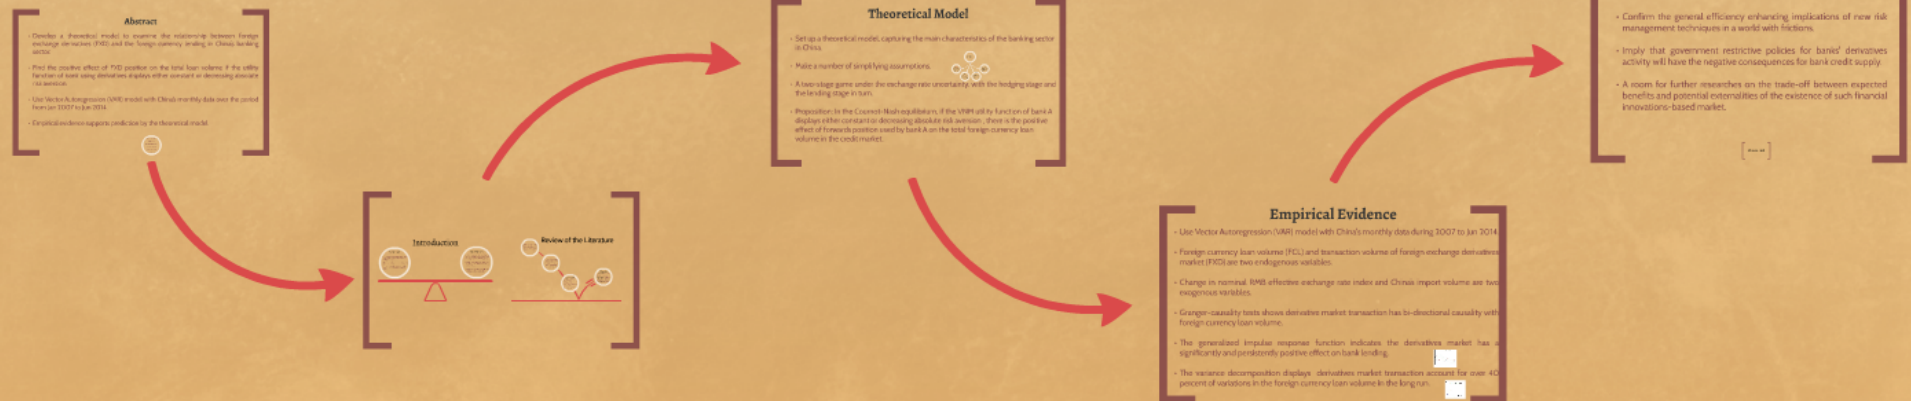 Abstract
• Develop a theoretical model to examine the relationship between foreign
exchange derivatives (FXD) and the foreign currency lending in China's banking
sector.
• Find the positive effect of FXD position on the total loan volume if the utility
function of bank using derivatives displays either constant or decreasing absolute
risk aversion.
• Use Vector Autoregression (VAR) model with China's monthly data over the period
from Jan 2007 to Jun 2014.
• Empirical evidence supports prediction by the theoretical model.
Introduction
Review of the Literature
Theoretical Model
• Set up a theoretical model, capturing the main characteristics of the banking sector
in China.
• Make a number of simplifying assumptions.
• A two-stage game under the exchange rate uncertainty, with the hedging stage and
the lending stage in turn.
• Proposition: In the Cournot-Nash equilibrium, if the VNM utility function of bank A
displays either constant or decreasing absolute risk aversion , there is the positive
effect of forwards position used by bank A on the total foreign currency loan
volume in the credit market.
Empirical Evidence
• Use Vector Autoregression (VAR) model with China's monthly data during 2007 to Jun 2014
• Foreign currency loan volume (FCL) and transaction volume of foreign exchange derivatives
market (FXD) are two endogenous variables.
• Change in nominal RMB effective exchange rate index and China's import volume are two
exogenous variables.
• Granger-causality tests shows derivative market transaction has bi-directional causality with
foreign currency loan volume.
• The generalized impulse response function indicates the derivatives market has a
significantly and persistently positive effect on bank lending.
• The variance decomposition displays derivatives market transaction account for over 40
percent of variations in the foreign currency loan volume in the long run.
• Confirm the general efficiency enhancing implications of new risk
management techniques in a world with frictions.
• Imply that government restrictive policies for banks' derivatives
activity will have the negative consequences for bank credit supply.
• A room for further researches on the trade-off between expected
benefits and potential externalities of the existence of such financial
innovations-based market.